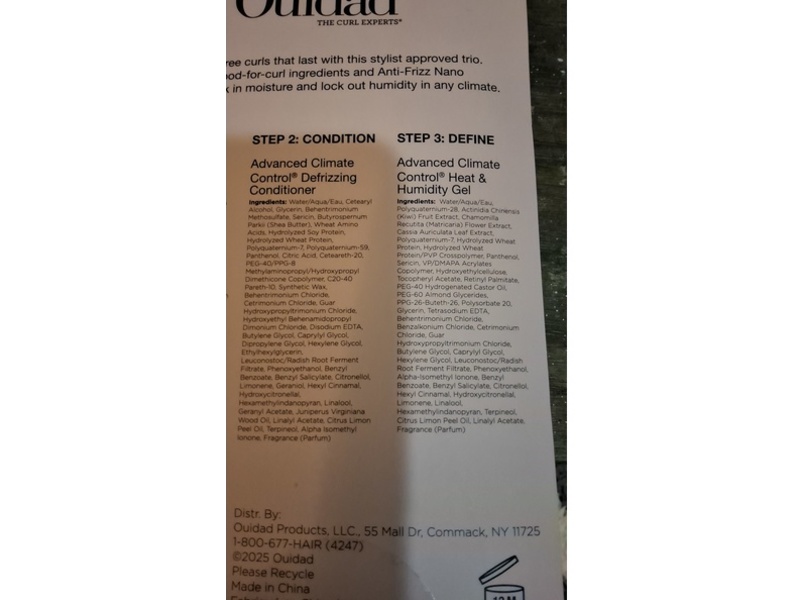 Ouidad
THE CURL EXPERTS®
ree curls that last with this stylist approved trio.
ood-for-curl ingredients and Anti-Frizz Nano
k in moisture and lock out humidity in any climate.
STEP 2: CONDITION
Advanced Climate
Control® Defrizzing
Conditioner
Ingredients: Water/Aqua/Eau, Cetearyl
Alcohol, Glycerin, Behentrimonium
Methosulfate, Sericin, Butyrospermum
Parkii (Shea Butter), Wheat Amino
Acids, Hydrolyzed Soy Protein,
Hydrolyzed Wheat Protein,
Polyquaternium-7, Polyquaternium-59,
Panthenol, Citric Acid, Ceteareth-20,
PEG-40/PPG-8
Methylaminopropyl/Hydroxypropyl
Dimethicone Copolymer, C20-40
Pareth-10, Synthetic Wax,
Behentrimonium Chloride,
Cetrimonium Chloride, Guar
Hydroxypropyltrimonium Chloride,
Hydroxyethyl Behenamidopropyl
Dimonium Chloride, Disodium EDTA,
Butylene Glycol, Caprylyl Glycol,
Dipropylene Glycol, Hexylene Glycol,
Ethylhexylglycerin,
Leuconostoc/Radish Root Ferment
Filtrate, Phenoxyethanol, Benzyl
Benzoate, Benzyl Salicylate, Citronellol,
Limonene, Geraniol, Hexyl Cinnamal,
Hydroxycitronellal,
Hexamethylindanopyran, Linalool,
Geranyl Acetate, Juniperus Virginiana
Wood Oil, Linalyl Acetate, Citrus Limon
Peel Oil, Terpineol, Alpha Isomethyl
Ionone, Fragrance (Parfum)
STEP 3: DEFINE
Advanced Climate
Control® Heat &
Humidity Gel
Ingredients: Water/Aqua/Eau,
Polyquaternium-28, Actinidia Chinensis
(Kiwi) Fruit Extract, Chamomilla
Recutita (Matricaria) Flower Extract,
Cassia Auriculata Leaf Extract,
Polyquaternium-7, Hydrolyzed Wheat
Protein, Hydrolyzed Wheat
Protein/PVP Crosspolymer, Panthenol,
Sericin, VP/DMAPA Acrylates
Copolymer, Hydroxyethylcellulose,
Tocopheryl Acetate, Retinyl Palmitate,
PEG-40 Hydrogenated Castor Oil,
PEG-60 Almond Glycerides,
PPG-26-Buteth-26, Polysorbate 20,
Glycerin, Tetrasodium EDTA,
Behentrimonium Chloride,
Benzalkonium Chloride, Cetrimonium
Chloride, Guar
Hydroxypropyltrimonium Chloride,
Butylene Glycol, Caprylyl Glycol,
Hexylene Glycol, Leuconostoc/Radish
Root Ferment Filtrate, Phenoxyethanol,
Alpha-Isomethyl Ionone, Benzyl
Benzoate, Benzyl Salicylate, Citronellol,
Hexyl Cinnamal, Hydroxycitronellal,
Limonene, Linalool,
Hexamethylindanopyran, Terpineol,
Citrus Limon Peel Oil, Linalyl Acetate,
Fragrance (Parfum)
Distr. By:
Ouidad Products, LLC., 55 Mall Dr, Commack, NY 11725
1-800-677-HAIR (4247)
©2025 Ouidad
Please Recycle
Made in China
12 M